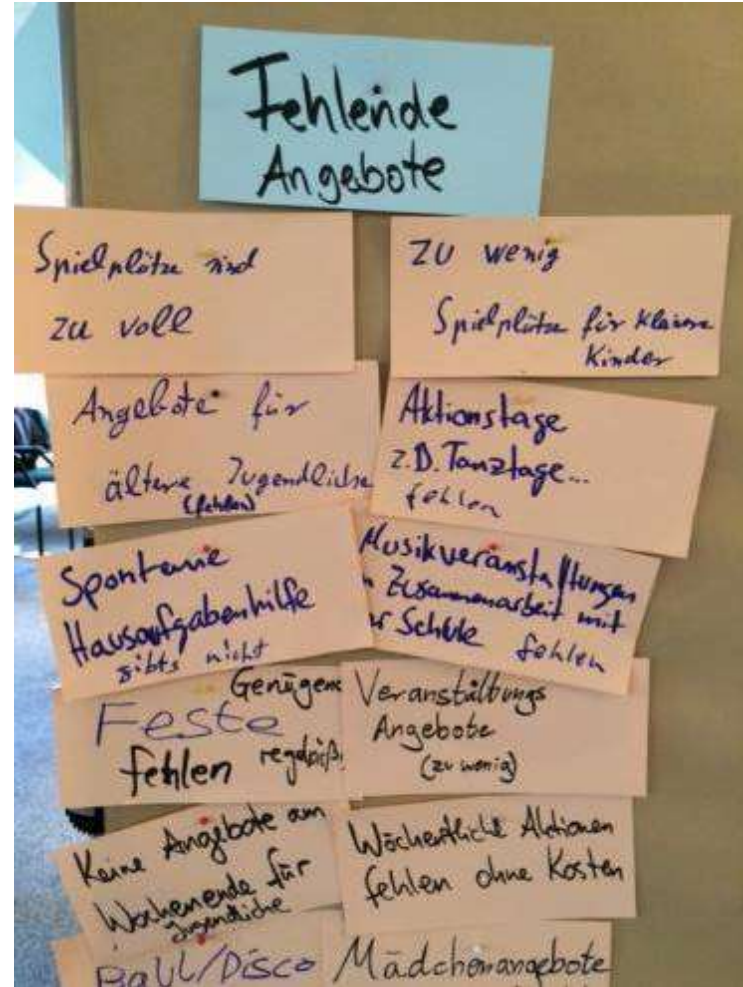 Fehlende
Angebote
Spielplätze sind
zu voll
zu wenig
Spielplätze für kleinere
Kinder
Angebote für
ältere Jugendliche
(fehlen)
Aktionstage
z.B. Tanztage...
fehlen
Spontane
Hausaufgabenhilfe
gibts nicht
Musikveranstaltungen
Zusammenarbeit mit
Schule fehlen
Genügend
Feste
fehlen
Veranstaltungs
Angebote
(zu wenig)
Keine Angebote am
Wochenende für
Jugendliche
Wöchentliche Aktionen
fehlen ohne Kosten
Ball/Disco
Mädchenangebote